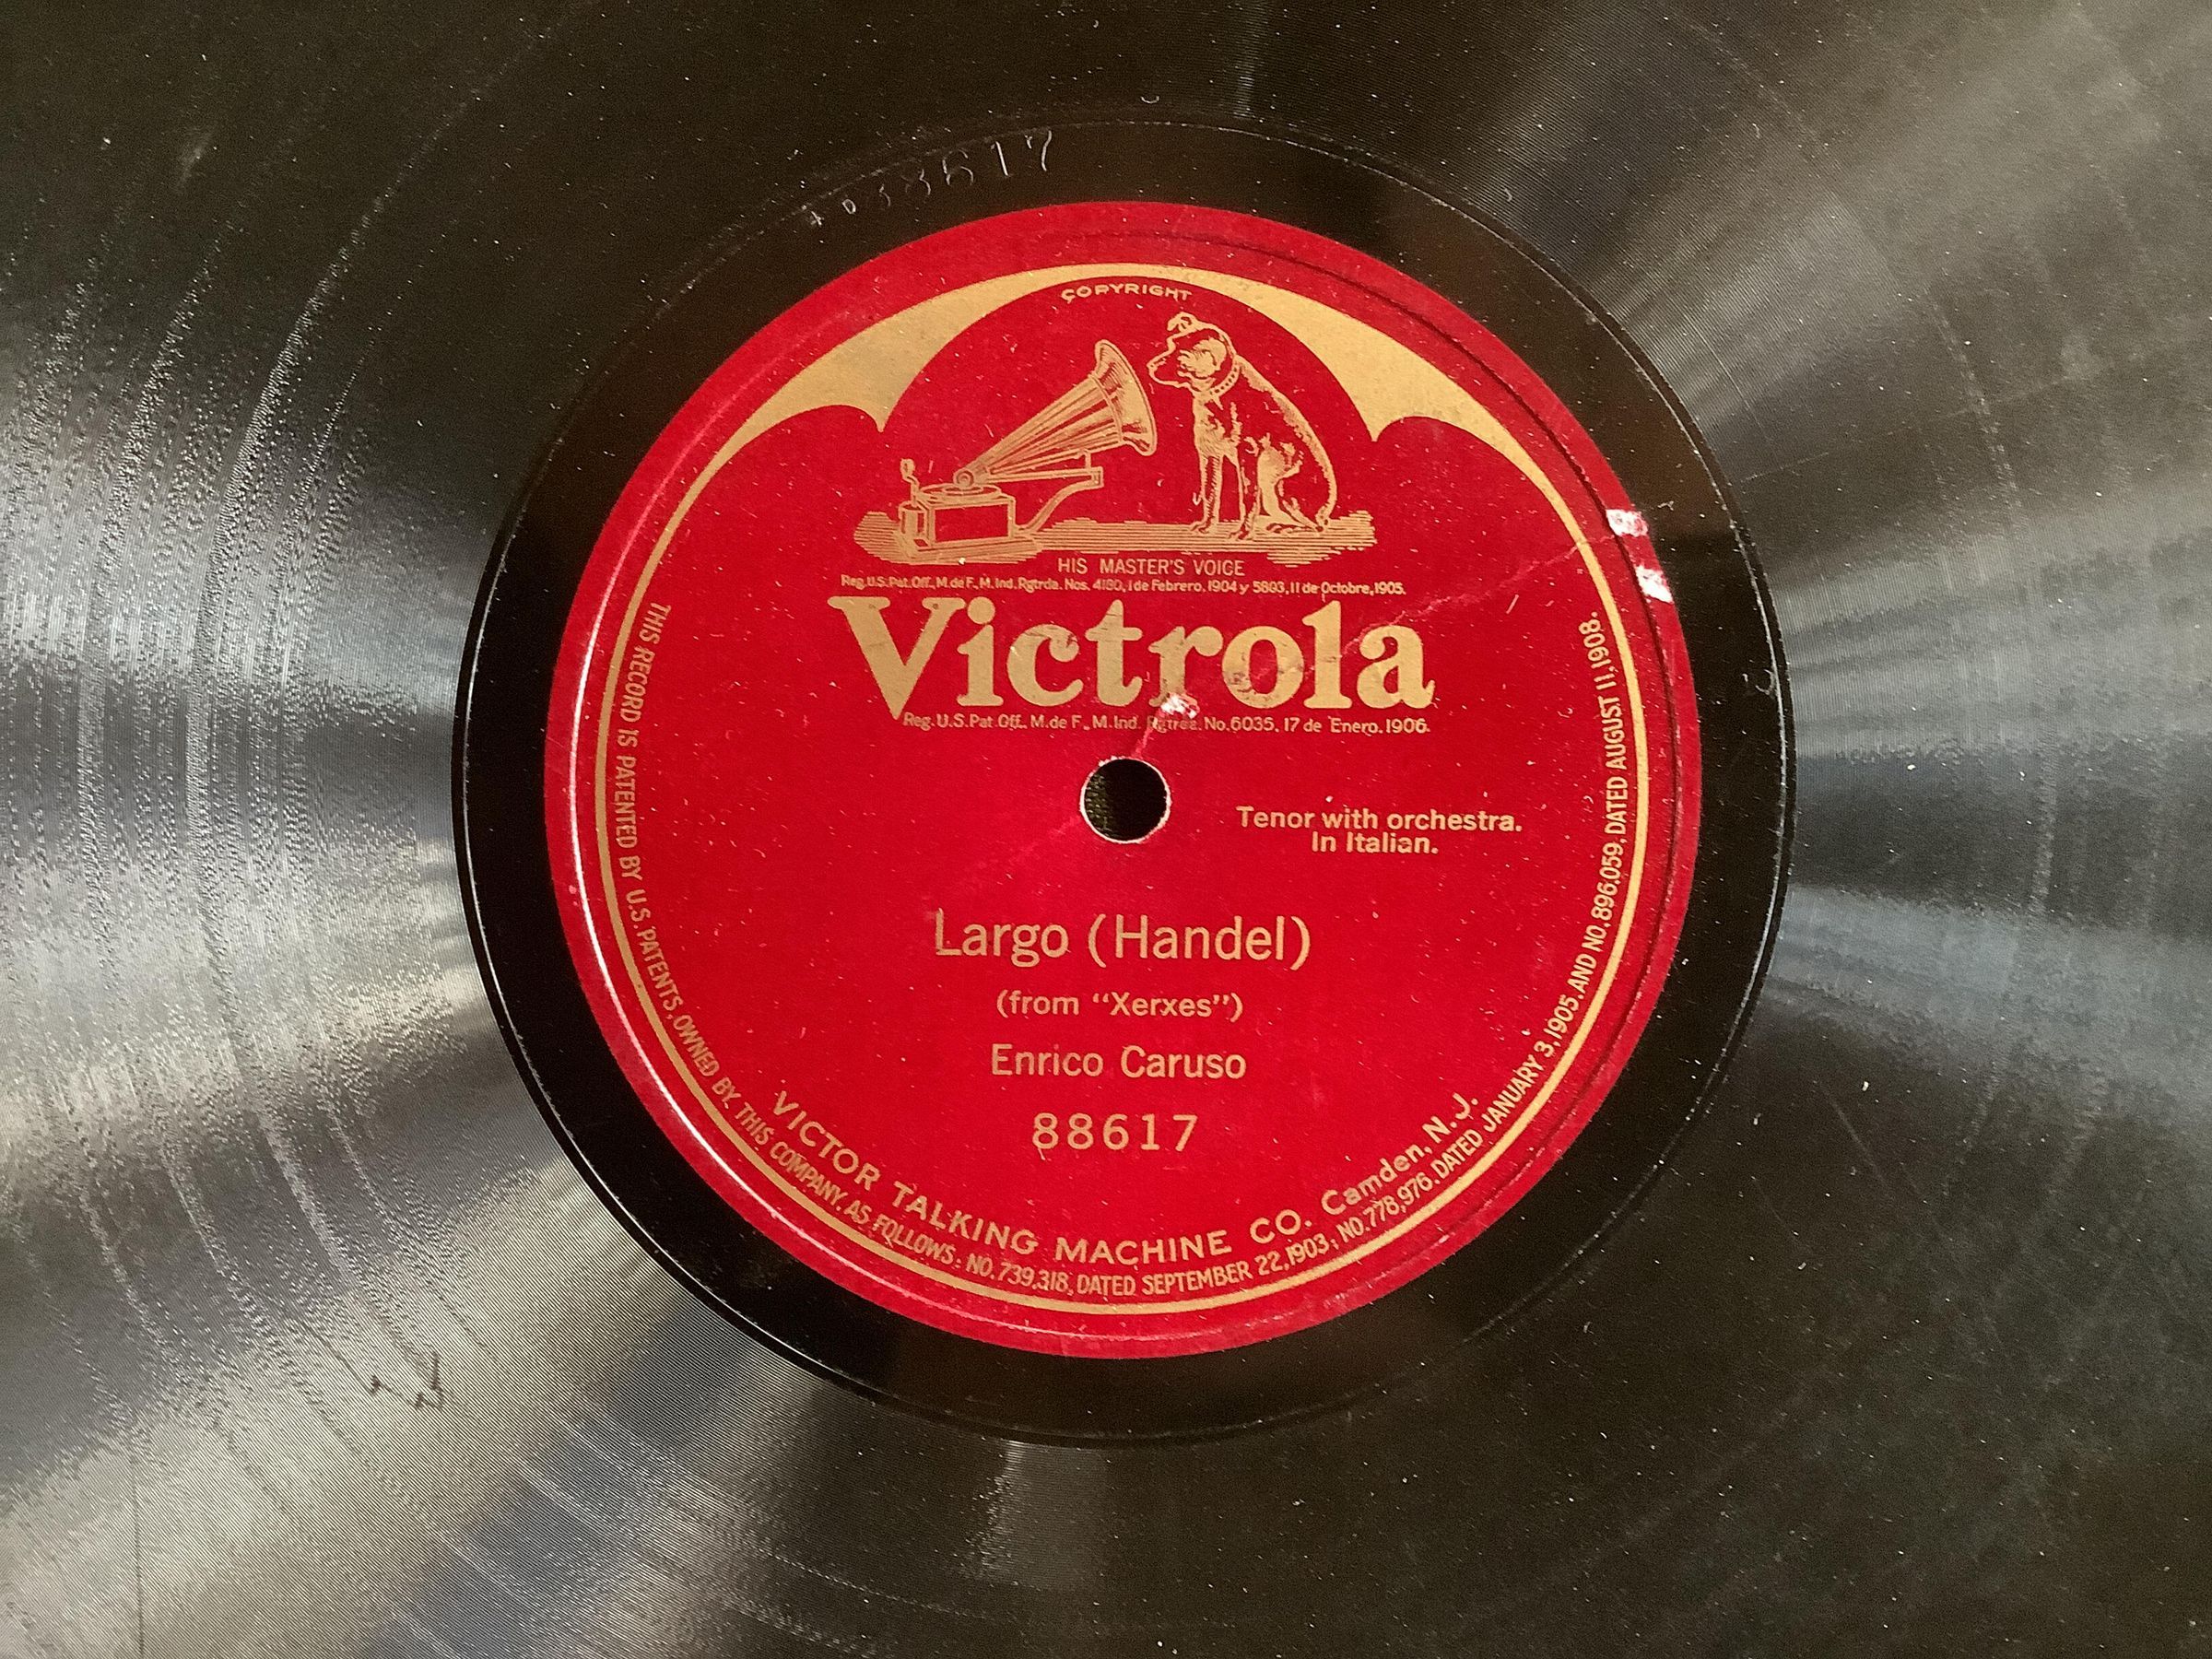 88617
COPYRIGHT
HIS MASTER'S VOICE
Reg.U.S.Pat.Off., M.de F., M.Ind.Rgtrda. Nos. 4180, 1 de Febrero, 1904 y 5803, 11 de Octobre, 1905.
Victrola
Reg.U.S.Pat.Off., M.de F., M.Ind. Rgtrda. No.6035, 17 de Enero, 1906.
Tenor with orchestra.
In Italian.
Largo (Handel)
(from “Xerxes”)
Enrico Caruso
88617
VICTOR TALKING MACHINE CO. Camden, N.J.
THIS RECORD IS PATENTED BY U.S. PATENTS, OWNED BY THIS COMPANY, AS FOLLOWS: NO.739,318, DATED SEPTEMBER 22,1903; NO.778,976, DATED JANUARY 3,1905. AND NO.896,059, DATED AUGUST 11,1908.